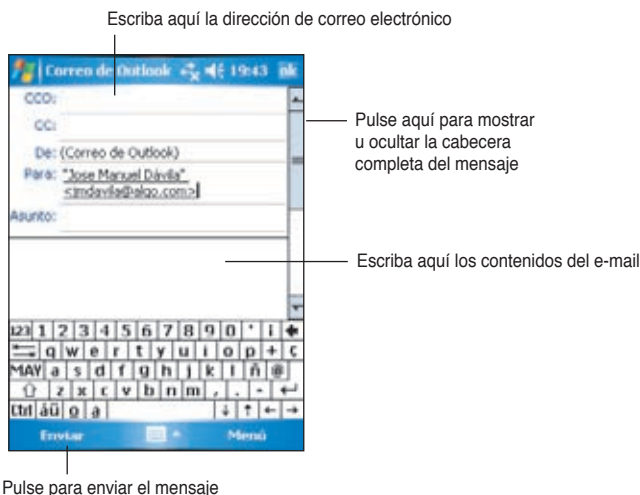 Escriba aquí la dirección de correo electrónico
Correo de Outlook 19:43 ok
CCO:
CC:
De: (Correo de Outlook)
Para: "Jose Manuel Dávila"
<jmdavila@algo.com>
Asunto:
Pulse aquí para mostrar
u ocultar la cabecera
completa del mensaje
Escriba aquí los contenidos del e-mail
123 1 2 3 4 5 6 7 8 9 0 ' ¡
q w e r t y u i o p + ç
MAY a s d f g h j k l ñ @
z x c v b n m , . -
Ctrl áü º ª
Enviar Menú
Pulse para enviar el mensaje